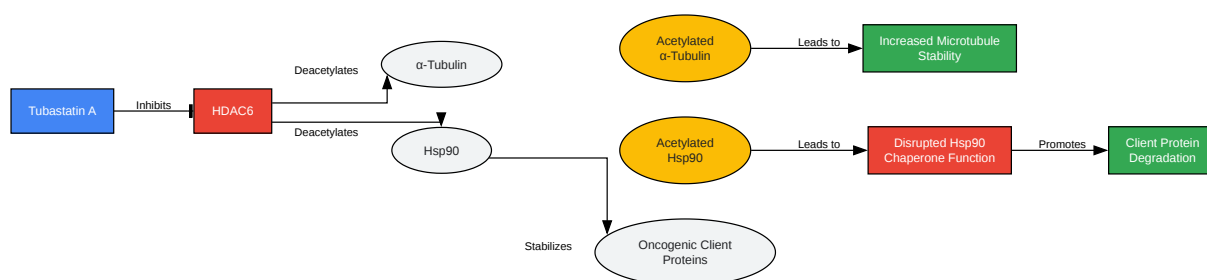 Tubastatin A
Inhibits
HDAC6
Deacetylates
Deacetylates
α-Tubulin
Hsp90
Stabilizes
Oncogenic Client
Proteins
Acetylated
α-Tubulin
Leads to
Increased Microtubule
Stability
Acetylated
Hsp90
Leads to
Disrupted Hsp90
Chaperone Function
Promotes
Client Protein
Degradation